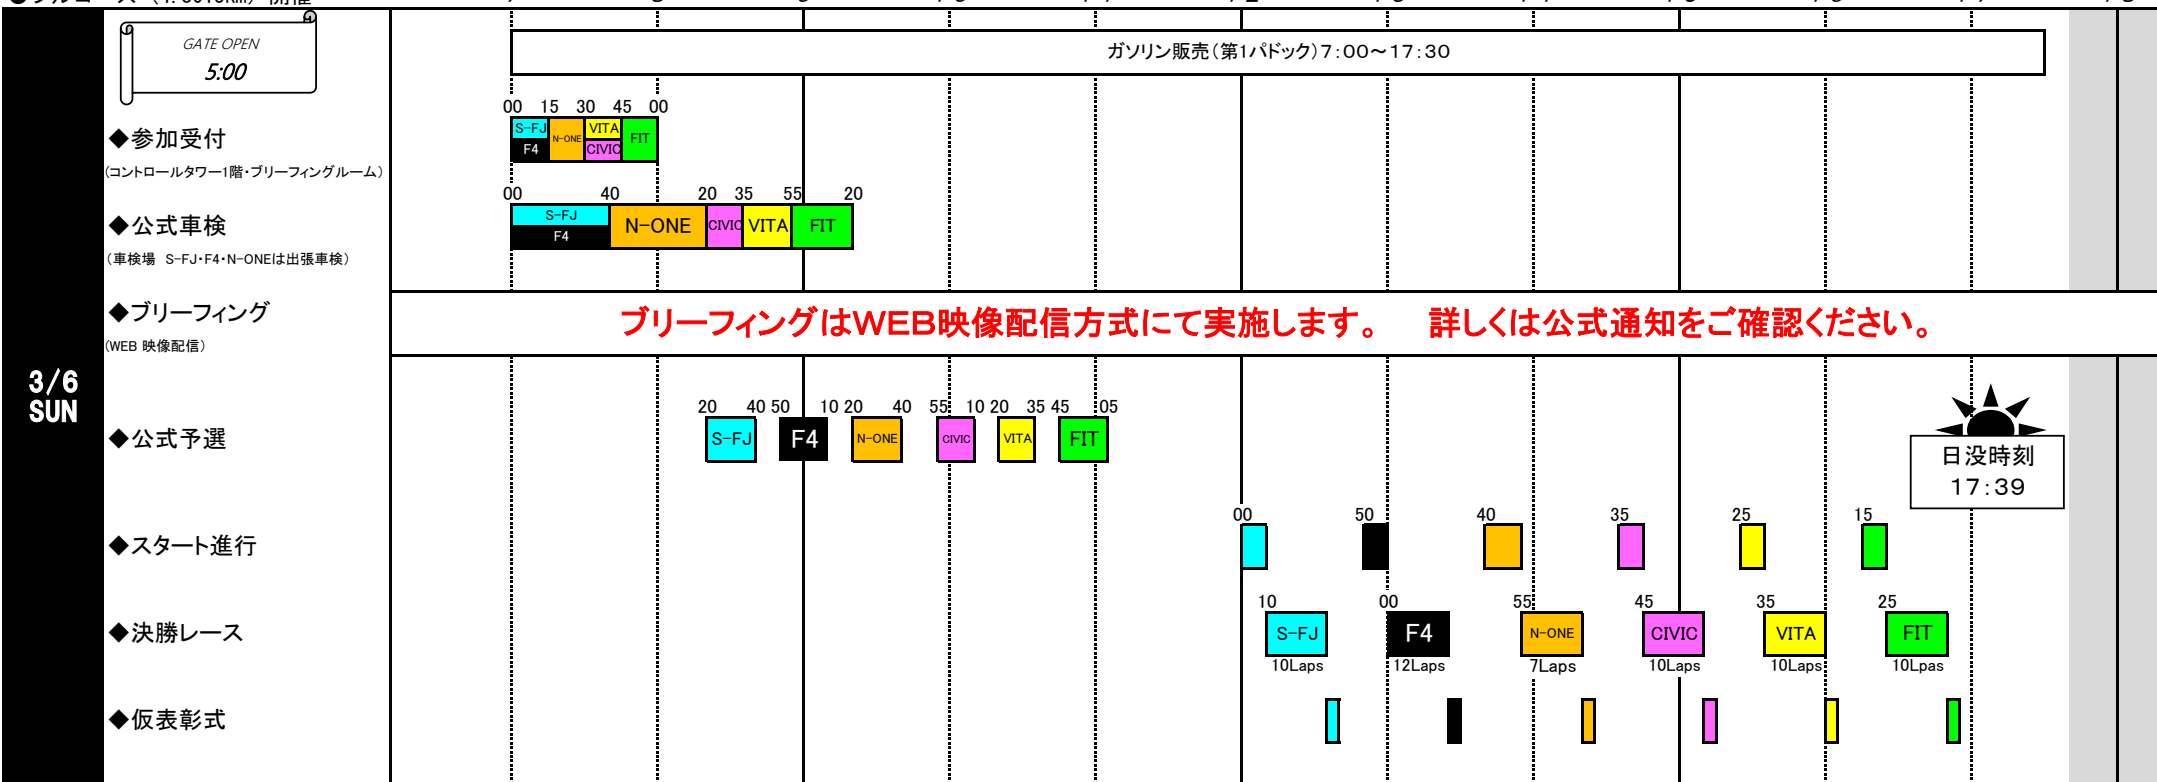 GATE OPEN
5:00
ガソリン販売(第1パドック)7:00~17:30
00 15 30 45 00
◆参加受付
S-FJ N-ONE VITA FIT
F4 CIVIC
(コントロールタワー1階・ブリーフィングルーム)
00 40 20 35 55 20
◆公式車検
S-FJ N-ONE CIVIC VITA FIT
F4
(車検場 S-FJ・F4・N-ONEは出張車検)
◆ブリーフィング
ブリーフィングはWEB映像配信方式にて実施します。 詳しくは公式通知をご確認ください。
(WEB 映像配信)
3/6
SUN
20 40 50 10 20 40 55 10 20 35 45 05
◆公式予選
S-FJ F4 N-ONE CIVIC VITA FIT
日没時刻
17:39
00 50 40 35 25 15
◆スタート進行
10 00 55 45 35 25
◆決勝レース
S-FJ F4 N-ONE CIVIC VITA FIT
10Laps 12Laps 7Laps 10Laps 10Laps 10Lpas
◆仮表彰式